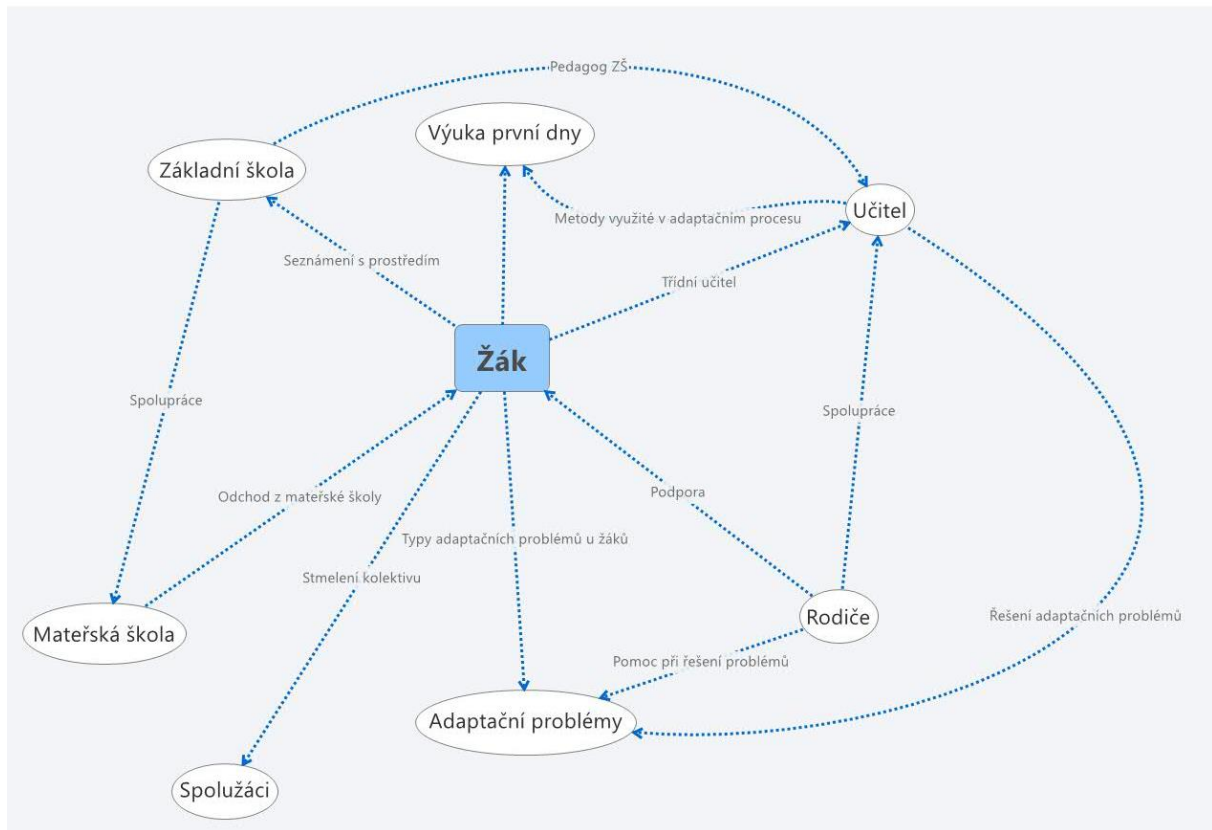 Pedagog ZŠ
Výuka první dny
Základní škola
Učitel
Metody využité v adaptačním procesu
Seznámení s prostředím
Třídní učitel
Žák
Spolupráce
Spolupráce
Podpora
Odchod z mateřské školy
Typy adaptačních problémů u žáků
Stmelení kolektivu
Rodiče
Řešení adaptačních problémů
Mateřská škola
Pomoc při řešení problémů
Adaptační problémy
Spolužáci